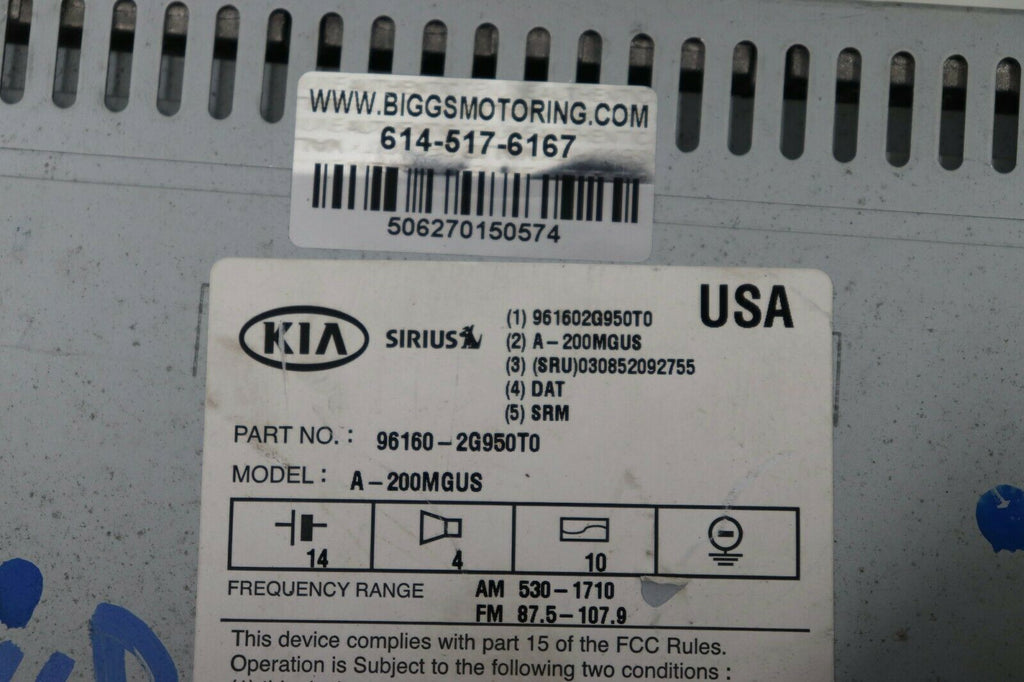 WWW.BIGGSMOTORING.COM
614-517-6167
506270150574
USA
KIA SIRIUS
(1) 961602G950T0
(2) A-200MGUS
(3) (SRU)030852092755
(4) DAT
(5) SRM
PART NO. : 96160-2G950T0
MODEL : A-200MGUS
14 4 10
FREQUENCY RANGE AM 530-1710
FM 87.5-107.9
This device complies with part 15 of the FCC Rules.
Operation is Subject to the following two conditions :